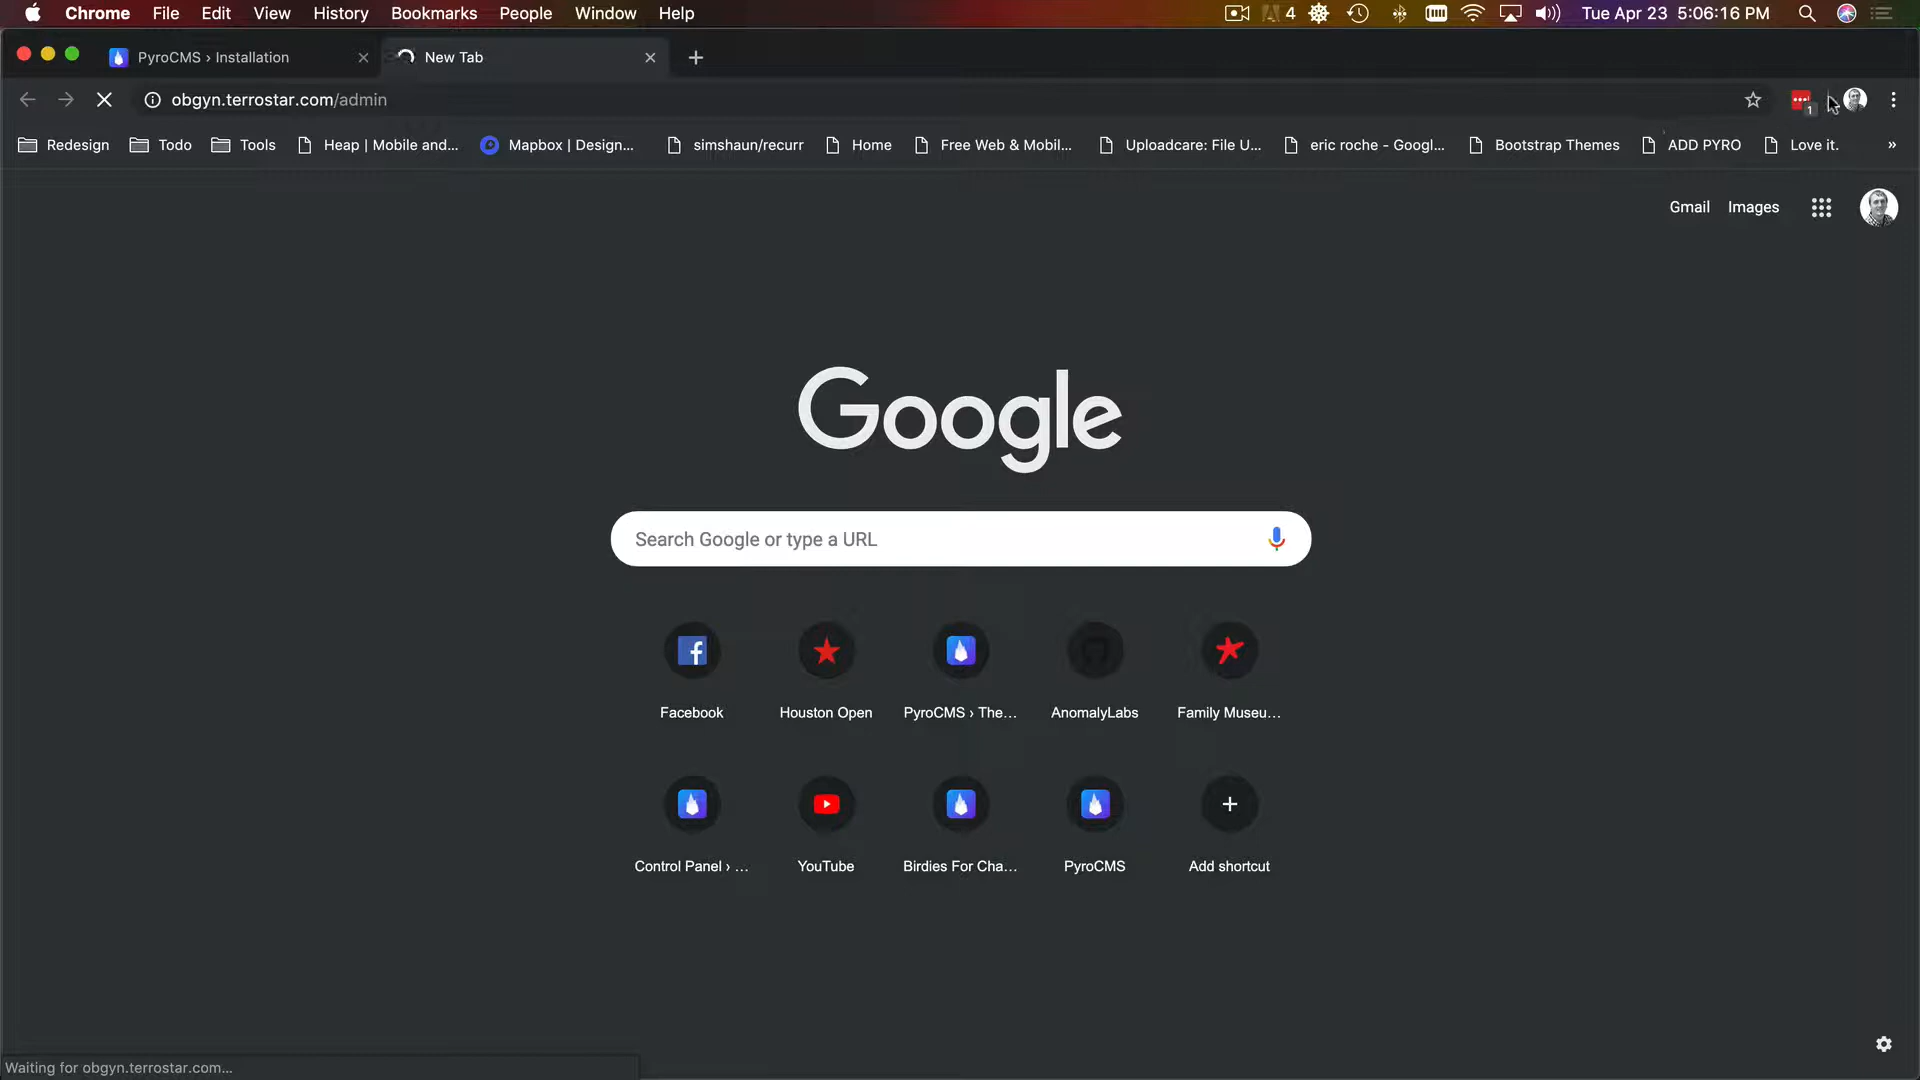 Chrome File Edit View History Bookmarks People Window Help 4 Tue Apr 23 5:06:16 PM
PyroCMS › Installation New Tab
obgyn.terrostar.com/admin 1
Redesign Todo Tools Heap | Mobile and... Mapbox | Design... simshaun/recurr Home Free Web & Mobil... Uploadcare: File U... eric roche - Googl... Bootstrap Themes ADD PYRO Love it. »
Gmail Images
Google
Search Google or type a URL
Facebook Houston Open PyroCMS › The... AnomalyLabs Family Museu...
Control Panel › ... YouTube Birdies For Cha... PyroCMS Add shortcut
Waiting for obgyn.terrostar.com...